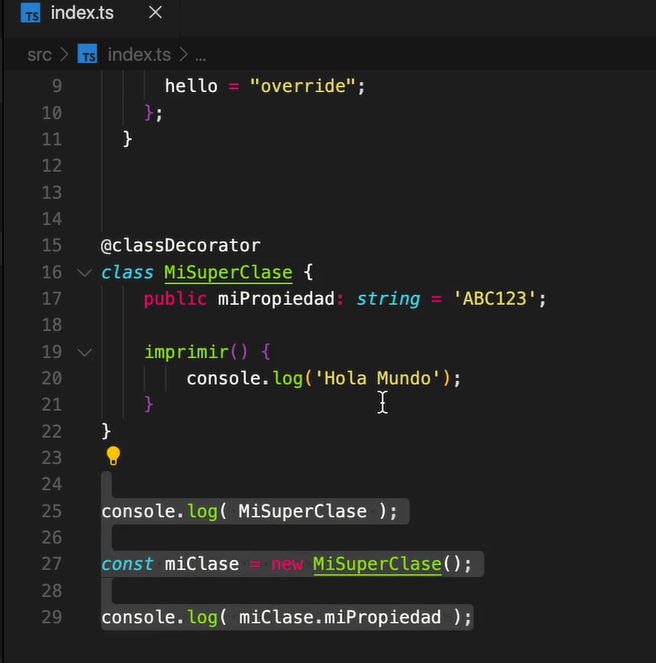 TS index.ts ×
src > TS index.ts > ...
9 hello = "override";
10 };
11 }
12
13
14
15 @classDecorator
16 class MiSuperClase {
17 public miPropiedad: string = 'ABC123';
18
19 imprimir() {
20 console.log('Hola Mundo');
21 }
22 }
23
24
25 console.log( MiSuperClase );
26
27 const miClase = new MiSuperClase();
28
29 console.log( miClase.miPropiedad );